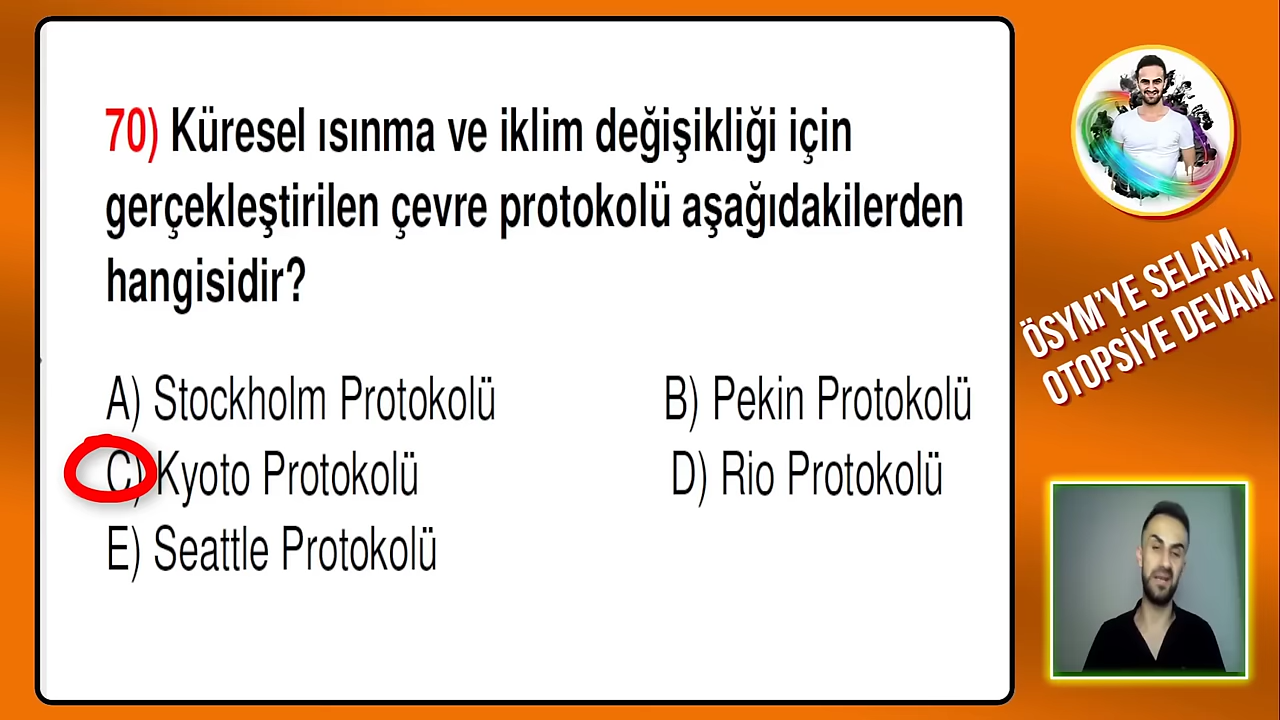 70) Küresel ısınma ve iklim değişikliği için
gerçekleştirilen çevre protokolü aşağıdakilerden
hangisidir?
A) Stockholm Protokolü
B) Pekin Protokolü
C) Kyoto Protokolü
D) Rio Protokolü
E) Seattle Protokolü
ÖSYM'YE SELAM,
OTOPSİYE DEVAM